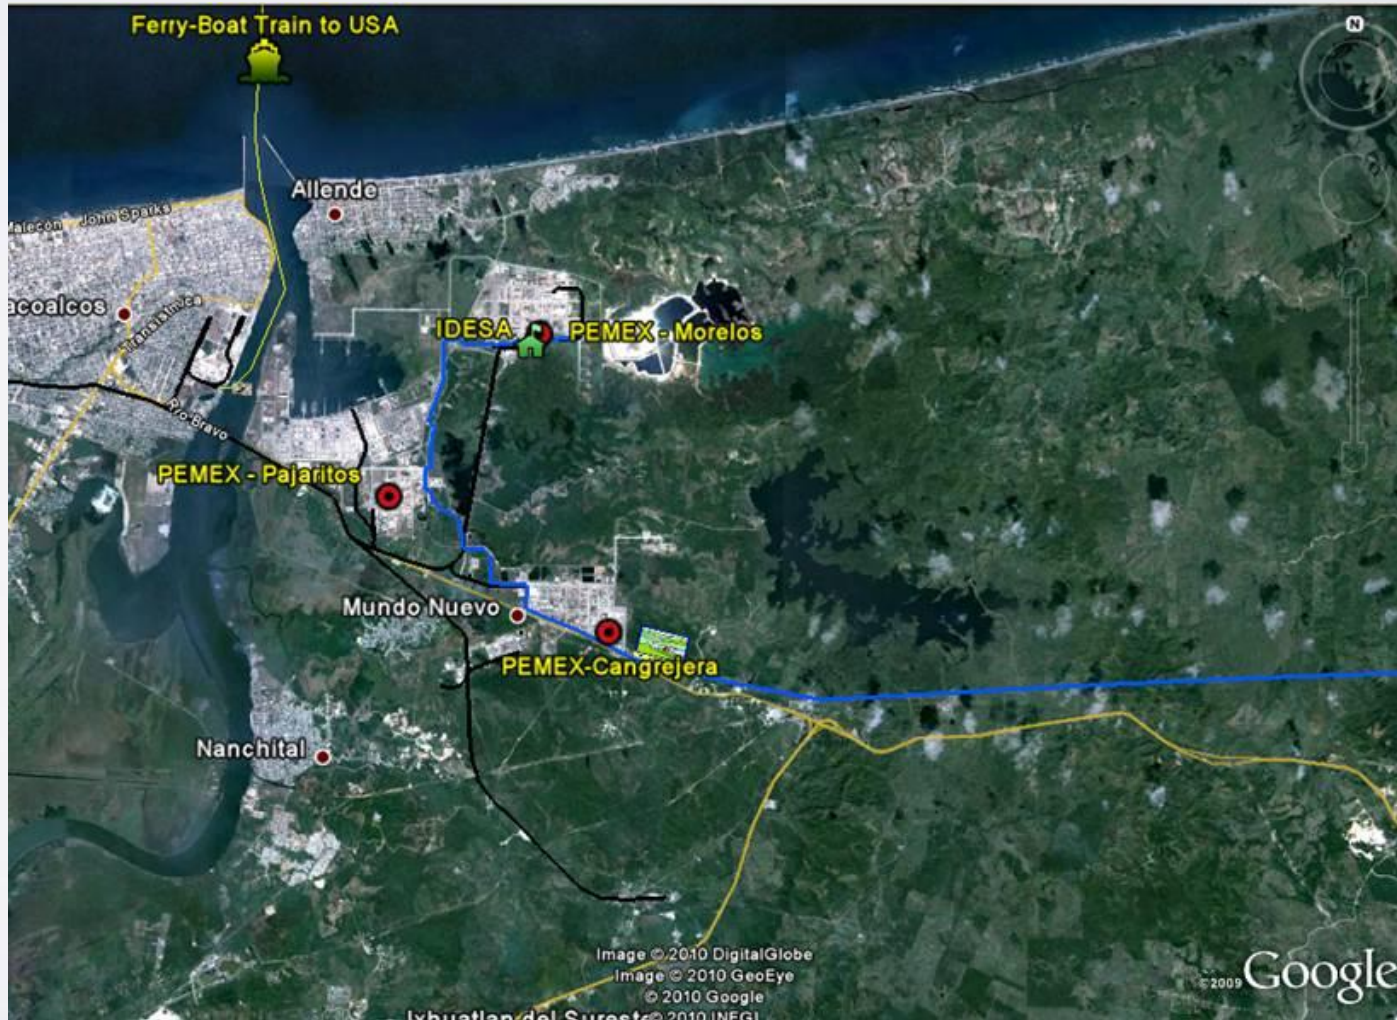 Ferry-Boat Train to USA
N
Allende
Malecon John Sparks
acoalcos
Transistmica
IDESA
PEMEX - Morelos
Rio Bravo
PEMEX - Pajaritos
Mundo Nuevo
PEMEX-Cangrejera
Nanchital
Image © 2010 DigitalGlobe
Image © 2010 GeoEye
© 2010 Google
© 2010 INEGI
©2009 Google
Ixhuatlan del Sureste